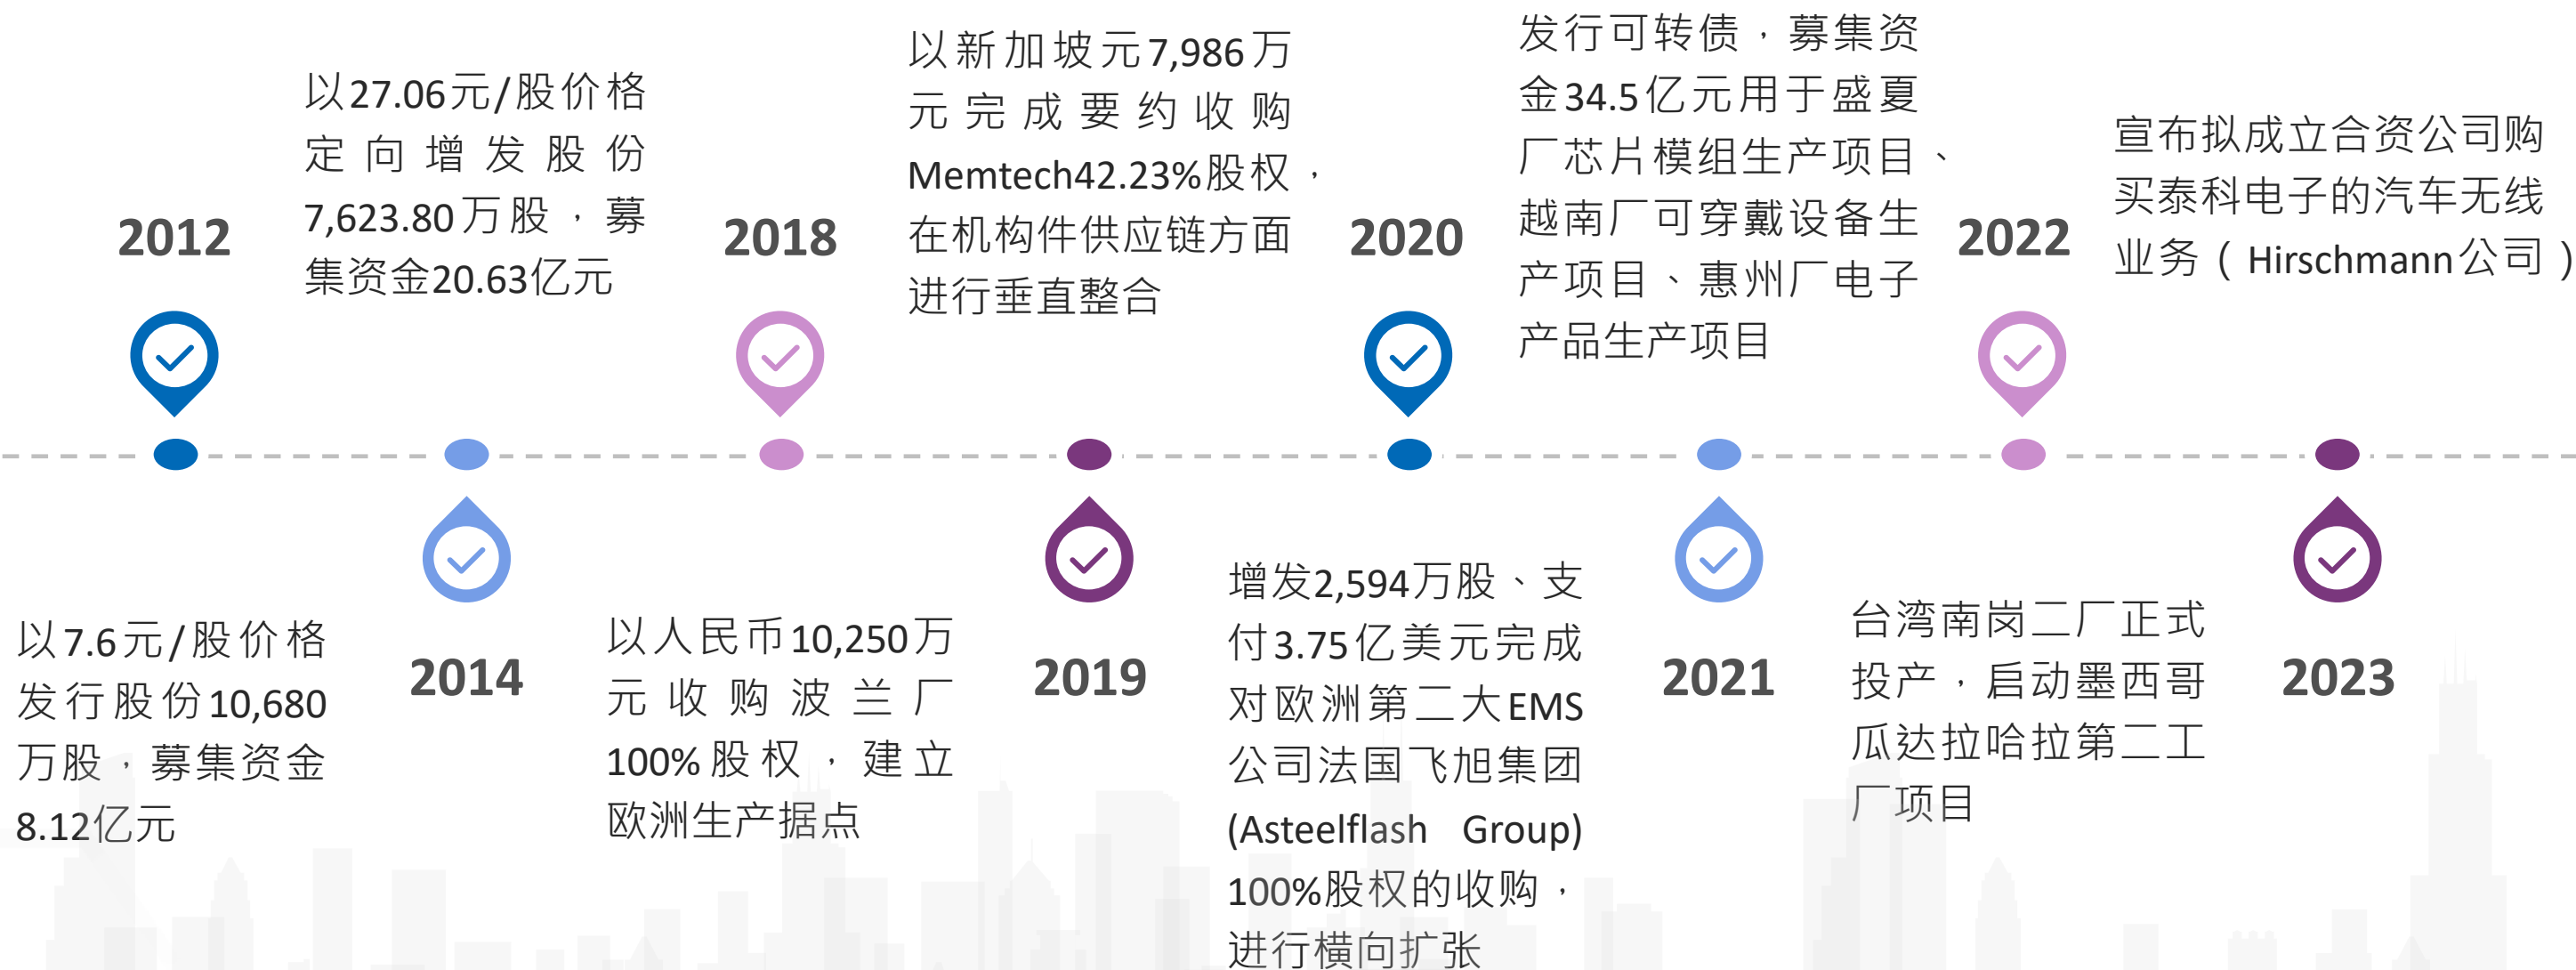 2012
以7.6元/股价格
发行股份10,680
万股，募集资金
8.12亿元
以27.06元/股价格
定向增发股份
7,623.80万股，募
集资金20.63亿元
2014
2018
以人民币10,250万
元收购波兰厂
100%股权，建立
欧洲生产据点
以新加坡元7,986万
元完成要约收购
Memtech42.23%股权，
在机构件供应链方面
进行垂直整合
2019
2020
增发2,594万股、支
付3.75亿美元完成
对欧洲第二大EMS
公司法国飞旭集团
(Asteelflash Group)
100%股权的收购，
进行横向扩张
发行可转债，募集资
金34.5亿元用于盛夏
厂芯片模组生产项目、
越南厂可穿戴设备生
产项目、惠州厂电子
产品生产项目
2021
2022
台湾南岗二厂正式
投产，启动墨西哥
瓜达拉哈拉第二工
厂项目
宣布拟成立合资公司购
买泰科电子的汽车无线
业务（Hirschmann公司）
2023